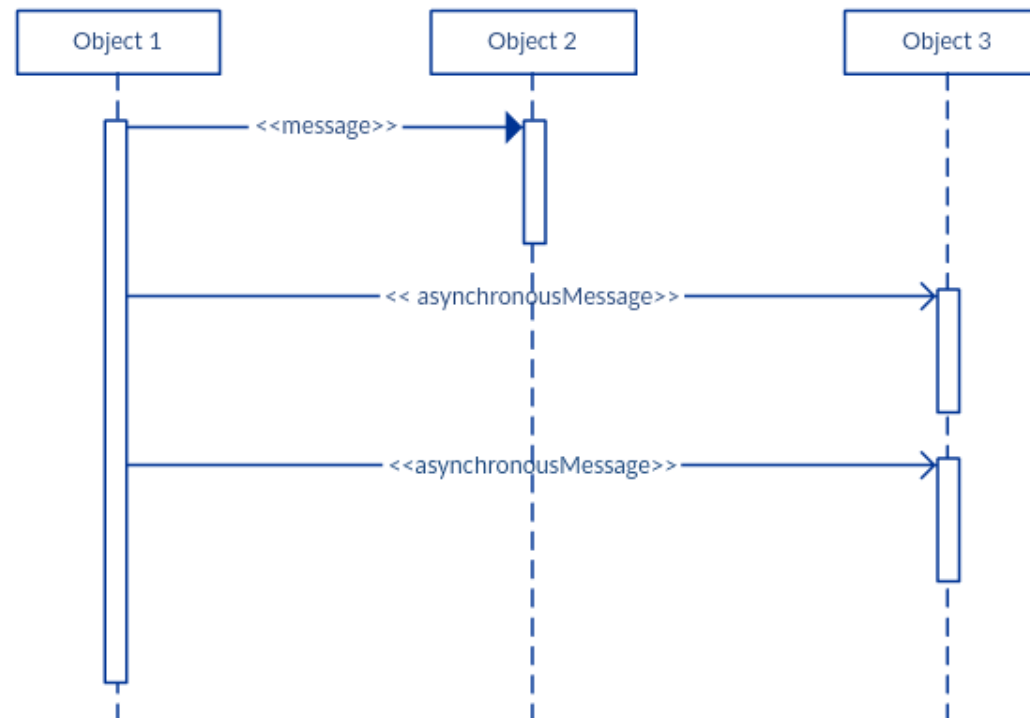 Object 1
Object 2
Object 3
<<message>>
<< asynchronousMessage>>
<<asynchronousMessage>>